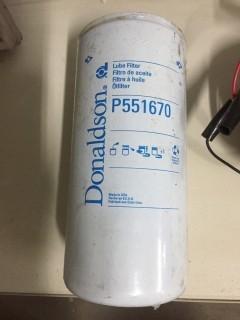 Donaldson®
Lube Filter
Filtro de aceite
Filtre à huile
Ölfilter
P551670
Made in USA